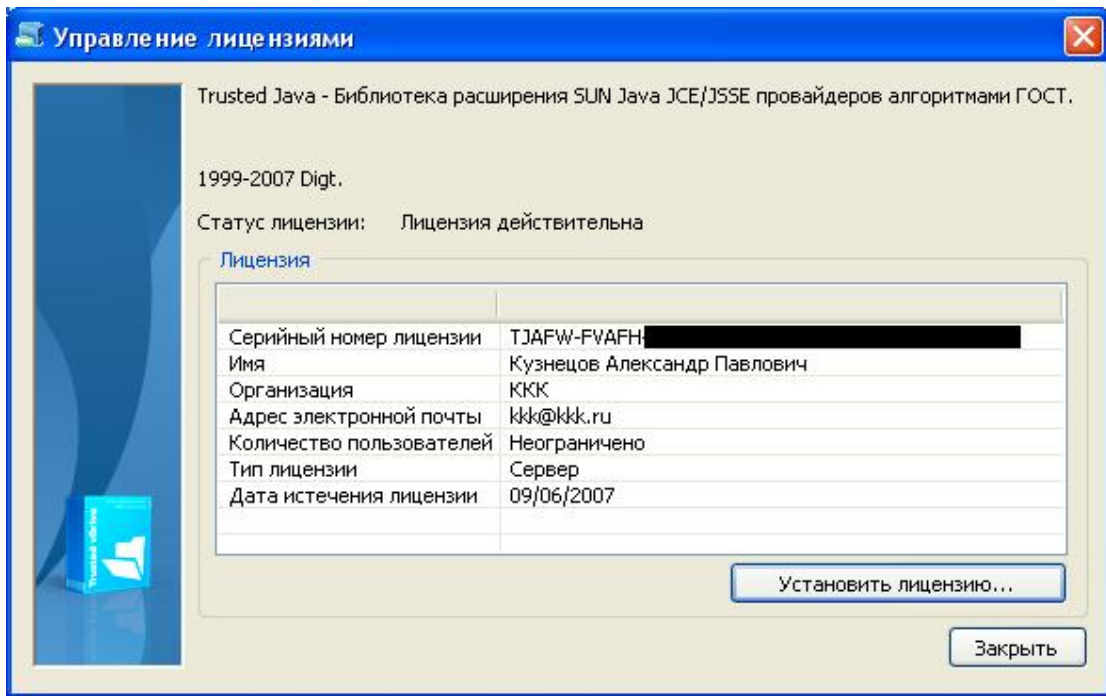 Управление лицензиями
Trusted Java - Библиотека расширения SUN Java JCE/JSSE провайдеров алгоритмами ГОСТ.
1999-2007 Digt.
Статус лицензии: Лицензия действительна
Лицензия
Серийный номер лицензии TJAFW-FVAFH-
Имя Кузнецов Александр Павлович
Организация ККК
Адрес электронной почты kkk@kkk.ru
Количество пользователей Неограничено
Тип лицензии Сервер
Дата истечения лицензии 09/06/2007
Trusted
Установить лицензию...
Закрыть